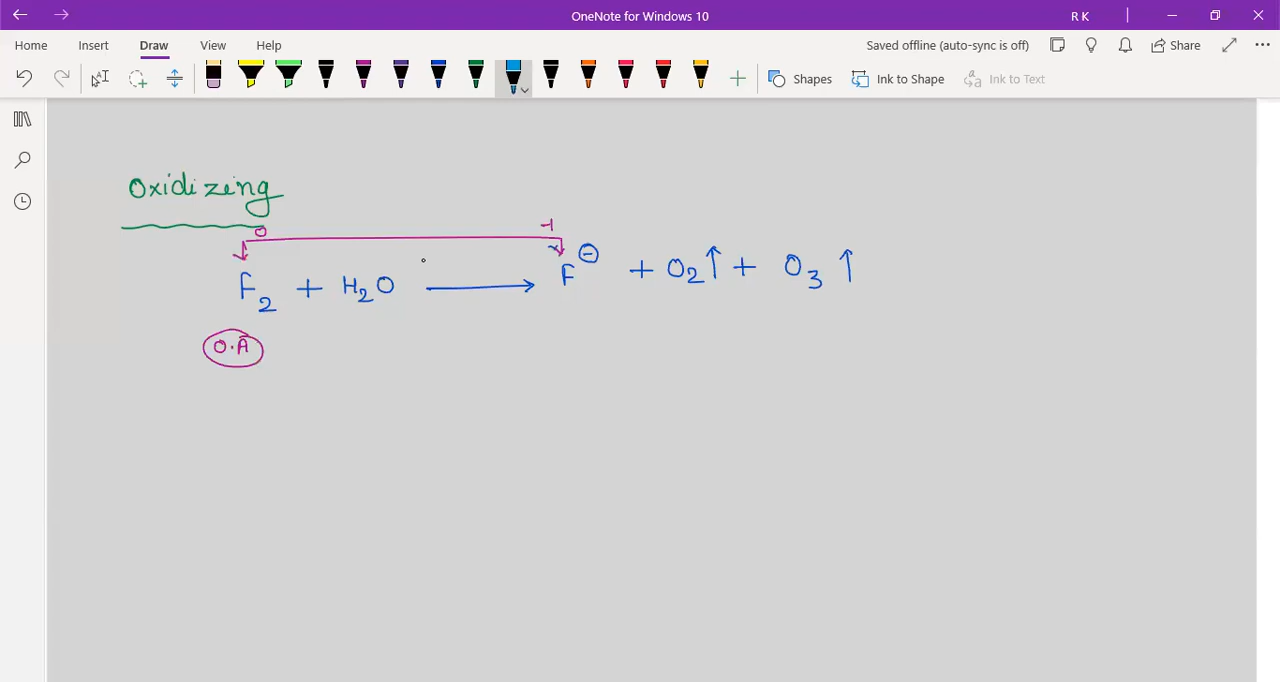 OneNote for Windows 10
R K
Home Insert Draw View Help
Saved offline (auto-sync is off)
Share
Shapes Ink to Shape Ink to Text
Oxidizing
0 -1
F₂ + H₂O ⟶ F⊖ + O₂↑ + O₃↑
O.A